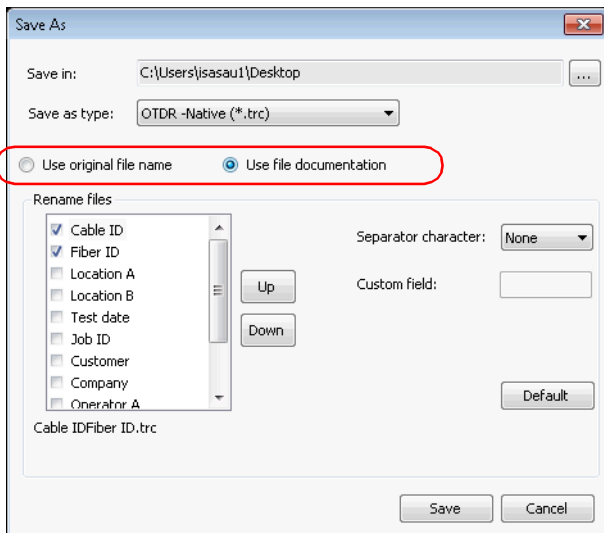 Save As
Save in: C:\Users\isasau1\Desktop ...
Save as type: OTDR -Native (*.trc)
Use original file name Use file documentation
Rename files
Cable ID
Fiber ID
Location A
Location B
Test date
Job ID
Customer
Company
Operator A
Up
Down
Separator character: None
Custom field:
Default
Cable IDFiber ID.trc
Save Cancel